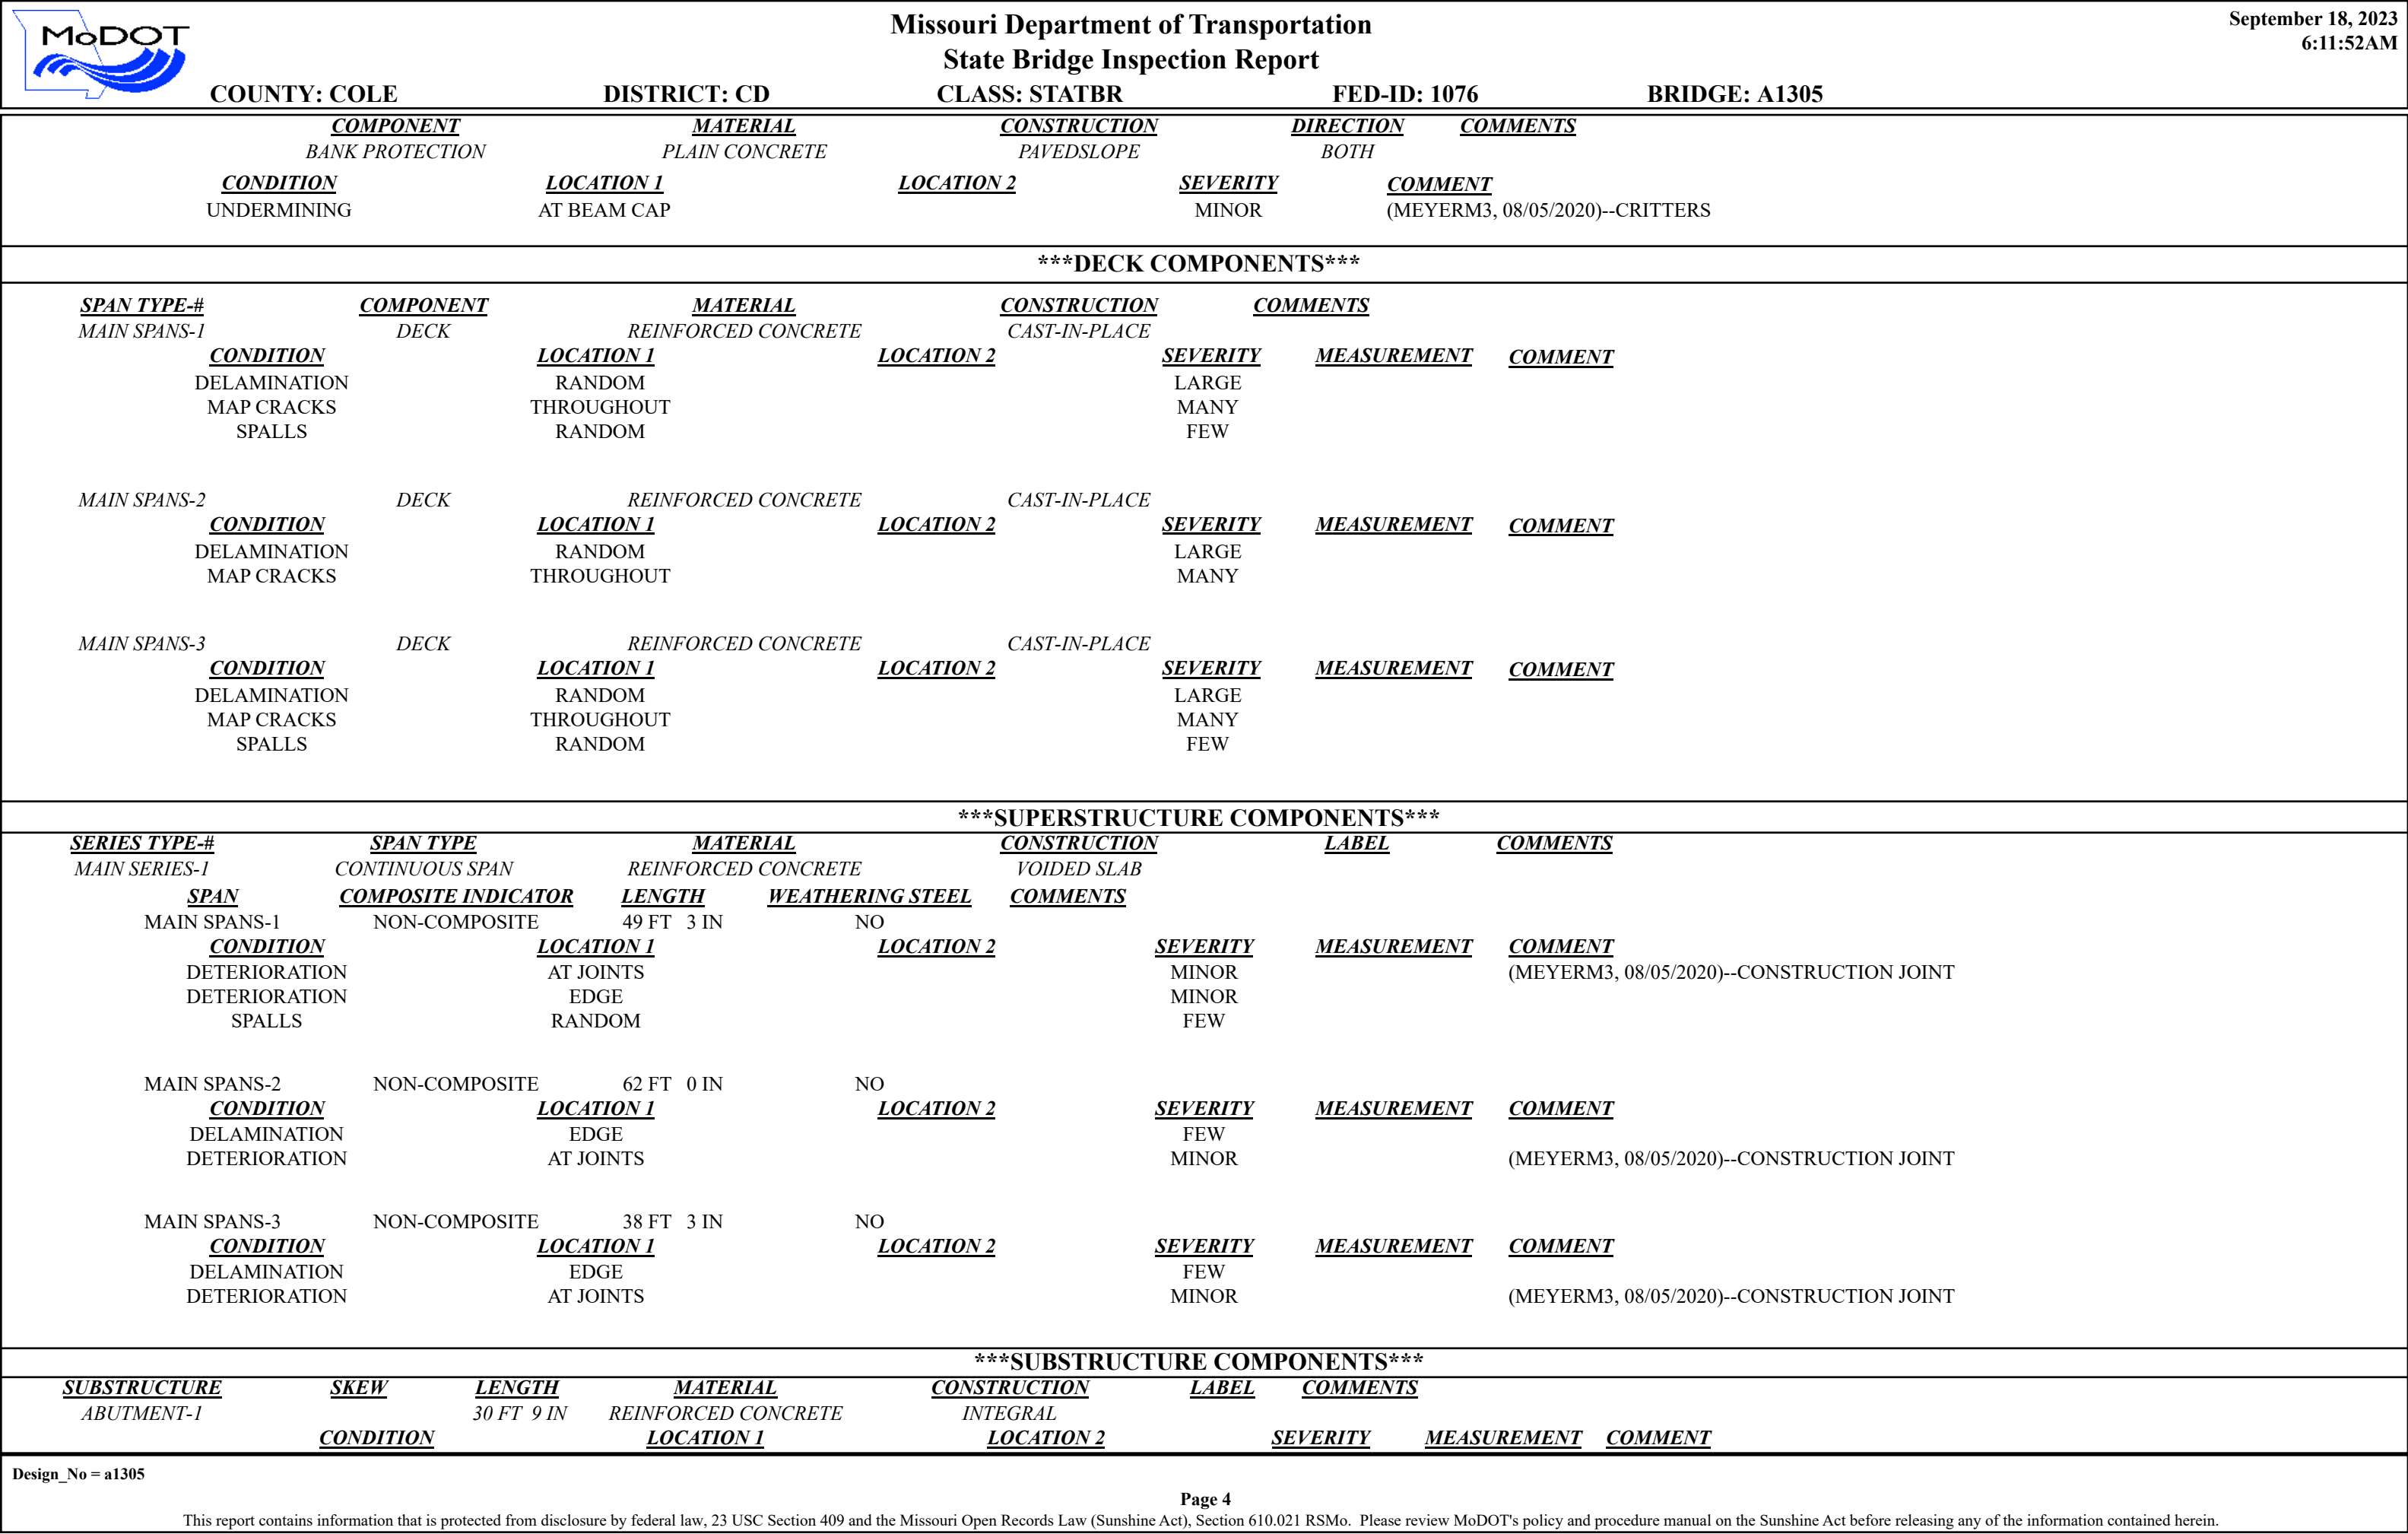 MoDOT
Missouri Department of Transportation
State Bridge Inspection Report
September 18, 2023
6:11:52AM
COUNTY: COLE DISTRICT: CD CLASS: STATBR FED-ID: 1076 BRIDGE: A1305
COMPONENT MATERIAL CONSTRUCTION DIRECTION COMMENTS
BANK PROTECTION PLAIN CONCRETE PAVEDSLOPE BOTH
CONDITION LOCATION 1 LOCATION 2 SEVERITY COMMENT
UNDERMINING AT BEAM CAP MINOR (MEYERM3, 08/05/2020)--CRITTERS
***DECK COMPONENTS***
SPAN TYPE-# COMPONENT MATERIAL CONSTRUCTION COMMENTS
MAIN SPANS-1 DECK REINFORCED CONCRETE CAST-IN-PLACE
CONDITION LOCATION 1 LOCATION 2 SEVERITY MEASUREMENT COMMENT
DELAMINATION RANDOM LARGE
MAP CRACKS THROUGHOUT MANY
SPALLS RANDOM FEW
MAIN SPANS-2 DECK REINFORCED CONCRETE CAST-IN-PLACE
CONDITION LOCATION 1 LOCATION 2 SEVERITY MEASUREMENT COMMENT
DELAMINATION RANDOM LARGE
MAP CRACKS THROUGHOUT MANY
MAIN SPANS-3 DECK REINFORCED CONCRETE CAST-IN-PLACE
CONDITION LOCATION 1 LOCATION 2 SEVERITY MEASUREMENT COMMENT
DELAMINATION RANDOM LARGE
MAP CRACKS THROUGHOUT MANY
SPALLS RANDOM FEW
***SUPERSTRUCTURE COMPONENTS***
SERIES TYPE-# SPAN TYPE MATERIAL CONSTRUCTION LABEL COMMENTS
MAIN SERIES-1 CONTINUOUS SPAN REINFORCED CONCRETE VOIDED SLAB
SPAN COMPOSITE INDICATOR LENGTH WEATHERING STEEL COMMENTS
MAIN SPANS-1 NON-COMPOSITE 49 FT 3 IN NO
CONDITION LOCATION 1 LOCATION 2 SEVERITY MEASUREMENT COMMENT
DETERIORATION AT JOINTS MINOR (MEYERM3, 08/05/2020)--CONSTRUCTION JOINT
DETERIORATION EDGE MINOR
SPALLS RANDOM FEW
MAIN SPANS-2 NON-COMPOSITE 62 FT 0 IN NO
CONDITION LOCATION 1 LOCATION 2 SEVERITY MEASUREMENT COMMENT
DELAMINATION EDGE FEW
DETERIORATION AT JOINTS MINOR (MEYERM3, 08/05/2020)--CONSTRUCTION JOINT
MAIN SPANS-3 NON-COMPOSITE 38 FT 3 IN NO
CONDITION LOCATION 1 LOCATION 2 SEVERITY MEASUREMENT COMMENT
DELAMINATION EDGE FEW
DETERIORATION AT JOINTS MINOR (MEYERM3, 08/05/2020)--CONSTRUCTION JOINT
***SUBSTRUCTURE COMPONENTS***
SUBSTRUCTURE SKEW LENGTH MATERIAL CONSTRUCTION LABEL COMMENTS
ABUTMENT-1 30 FT 9 IN REINFORCED CONCRETE INTEGRAL
CONDITION LOCATION 1 LOCATION 2 SEVERITY MEASUREMENT COMMENT
Design_No = a1305
Page 4
This report contains information that is protected from disclosure by federal law, 23 USC Section 409 and the Missouri Open Records Law (Sunshine Act), Section 610.021 RSMo. Please review MoDOT's policy and procedure manual on the Sunshine Act before releasing any of the information contained herein.